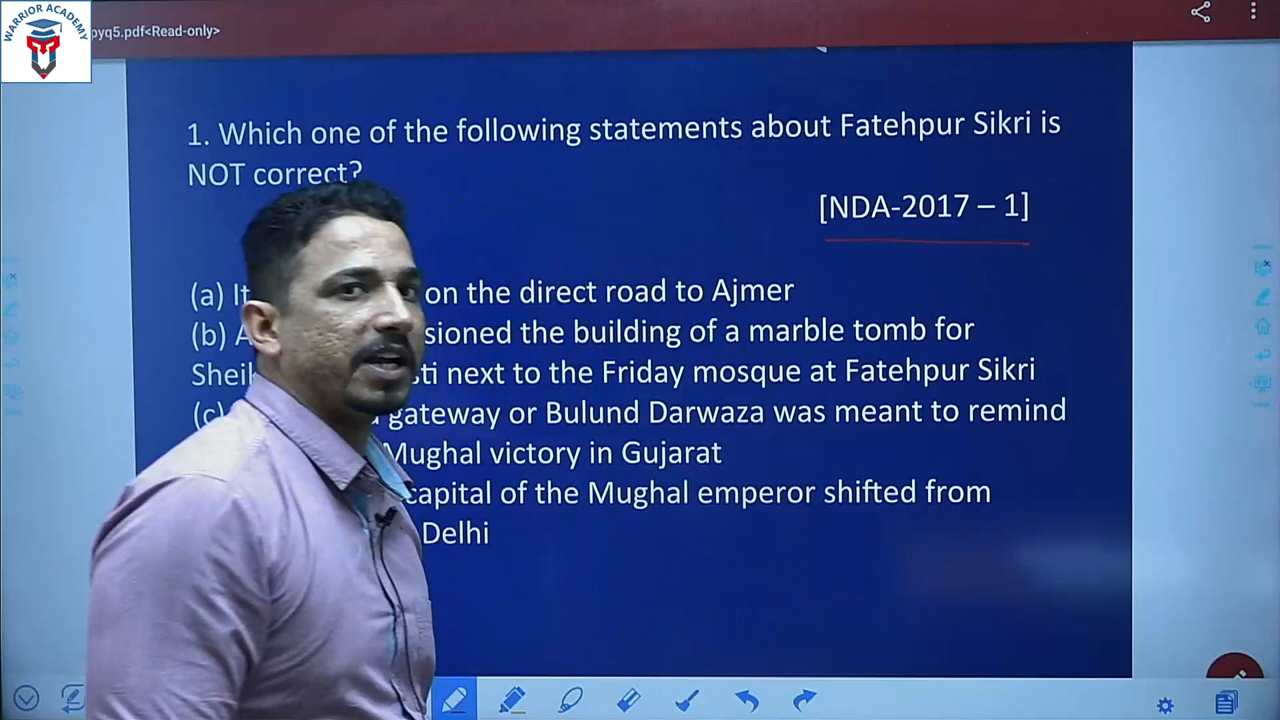 WARRIOR ACADEMY
pyq5.pdf<Read-only>
1. Which one of the following statements about Fatehpur Sikri is
NOT correct?
[NDA-2017 – 1]
(a) It on the direct road to Ajmer
(b) the building of a marble tomb for
next to the Friday mosque at Fatehpur Sikri
(c) gateway or Bulund Darwaza was meant to remind
Mughal victory in Gujarat
capital of the Mughal emperor shifted from
Delhi